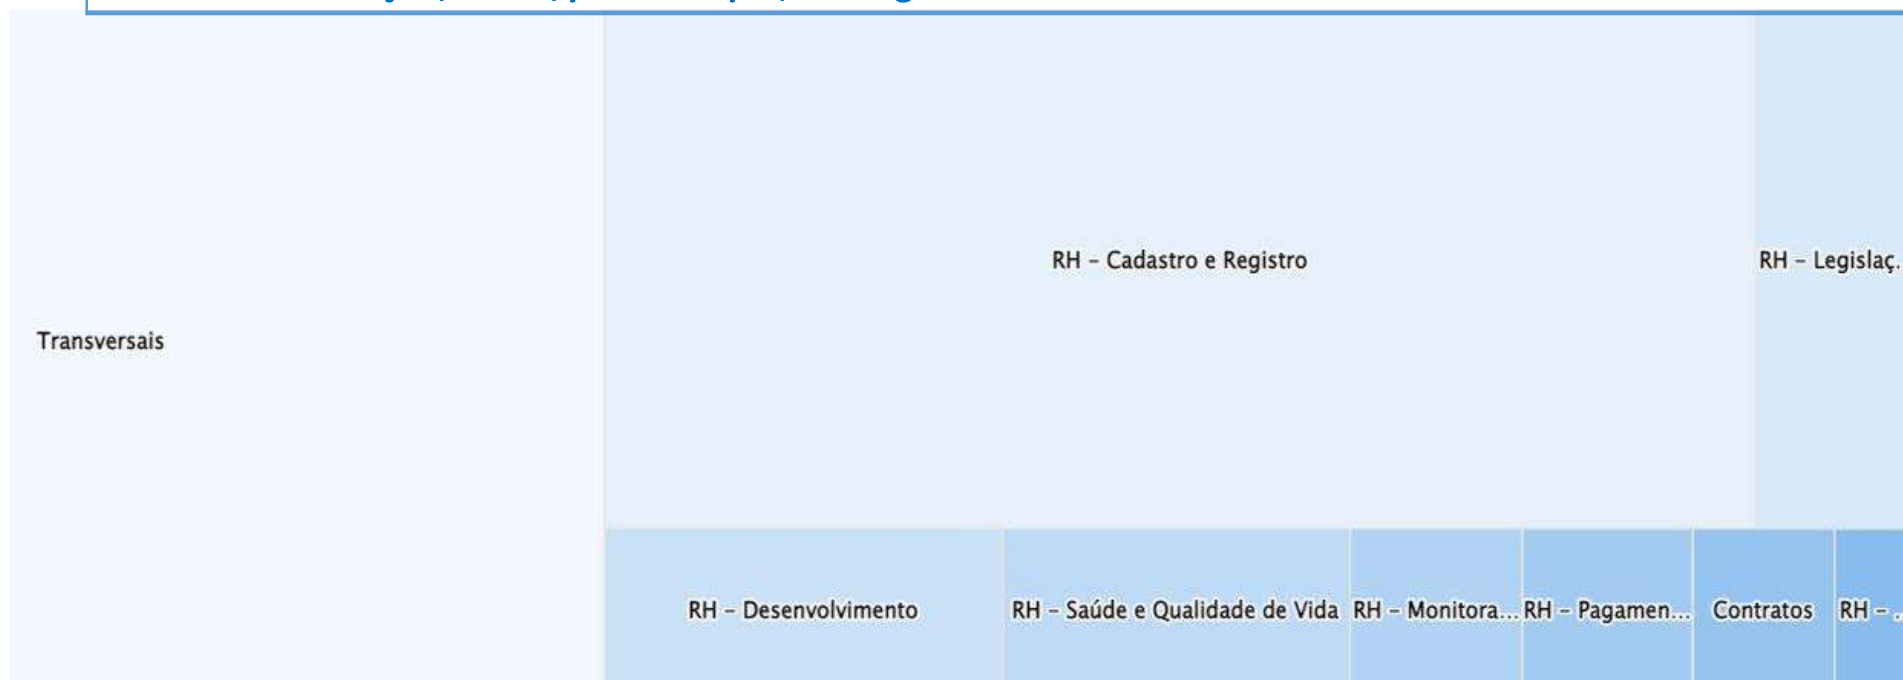 Transversais
RH – Cadastro e Registro
RH – Legislaç.
RH – Desenvolvimento
RH – Saúde e Qualidade de Vida
RH – Monitora...
RH – Pagamen...
Contratos
RH – .